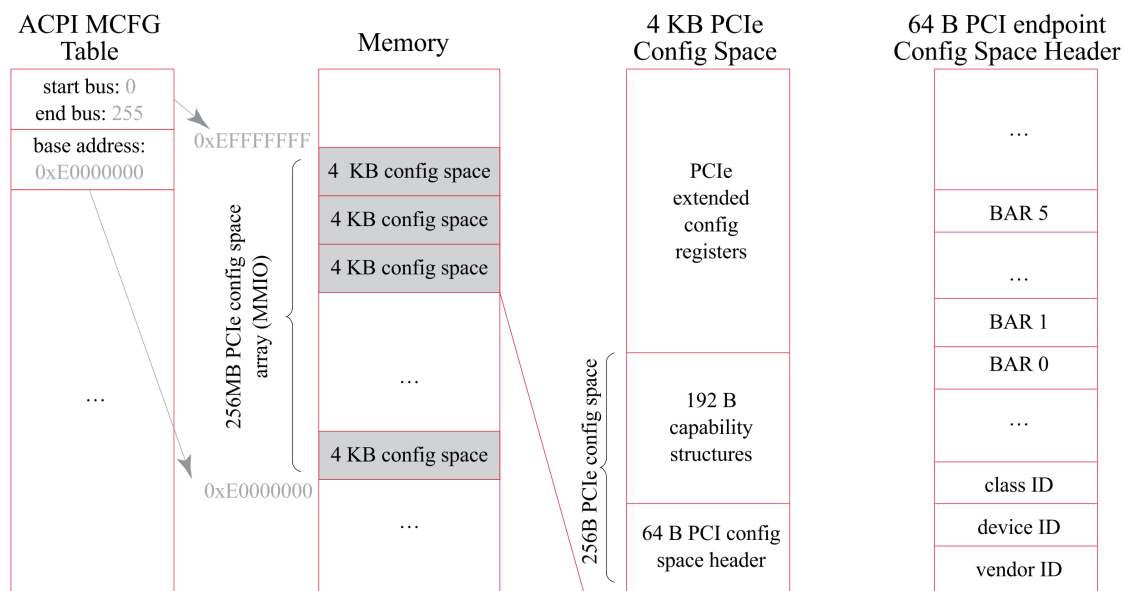 ACPI MCFG
Table
start bus: 0
end bus: 255
base address:
0xE0000000
...
Memory
0xEFFFFFFF
4 KB config space
4 KB config space
4 KB config space
...
4 KB config space
0xE0000000
...
256MB PCIe config space
array (MMIO)
4 KB PCIe
Config Space
PCIe
extended
config
registers
192 B
capability
structures
64 B PCI config
space header
256B PCIe config space
64 B PCI endpoint
Config Space Header
...
BAR 5
...
BAR 1
BAR 0
...
class ID
device ID
vendor ID